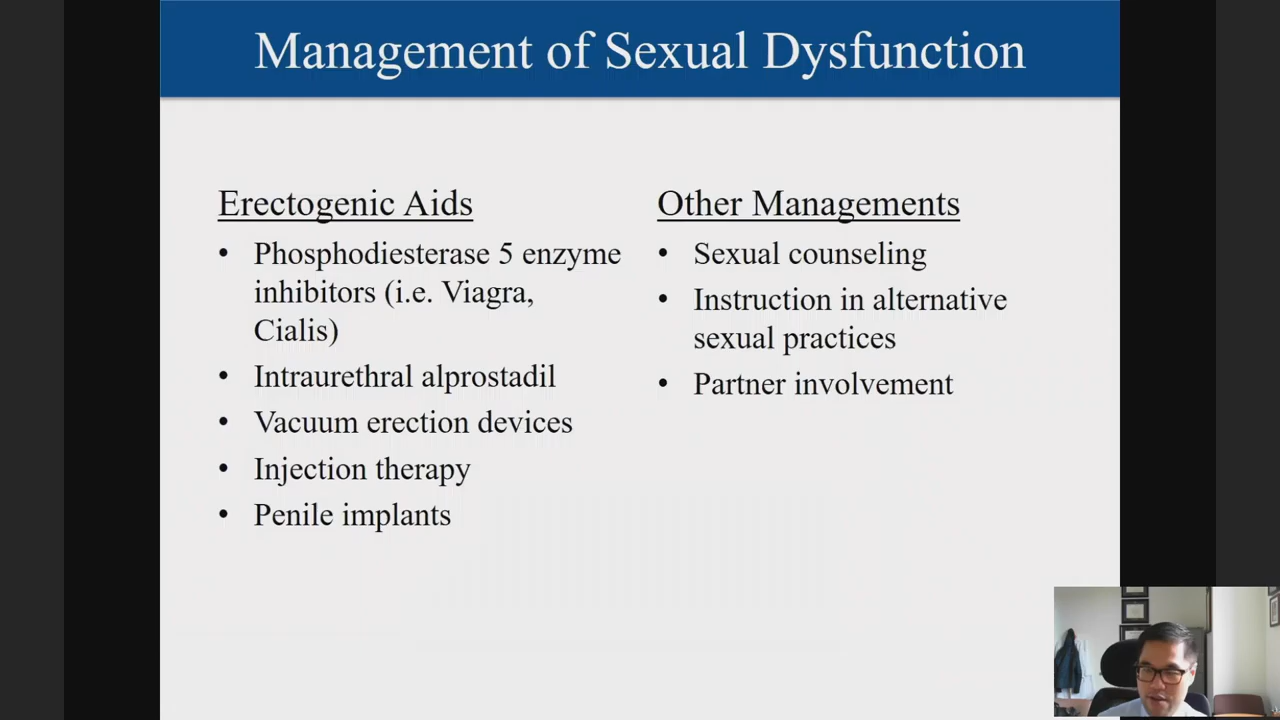 Management of Sexual Dysfunction
Erectogenic Aids
• Phosphodiesterase 5 enzyme
inhibitors (i.e. Viagra,
Cialis)
• Intraurethral alprostadil
• Vacuum erection devices
• Injection therapy
• Penile implants
Other Managements
• Sexual counseling
• Instruction in alternative
sexual practices
• Partner involvement